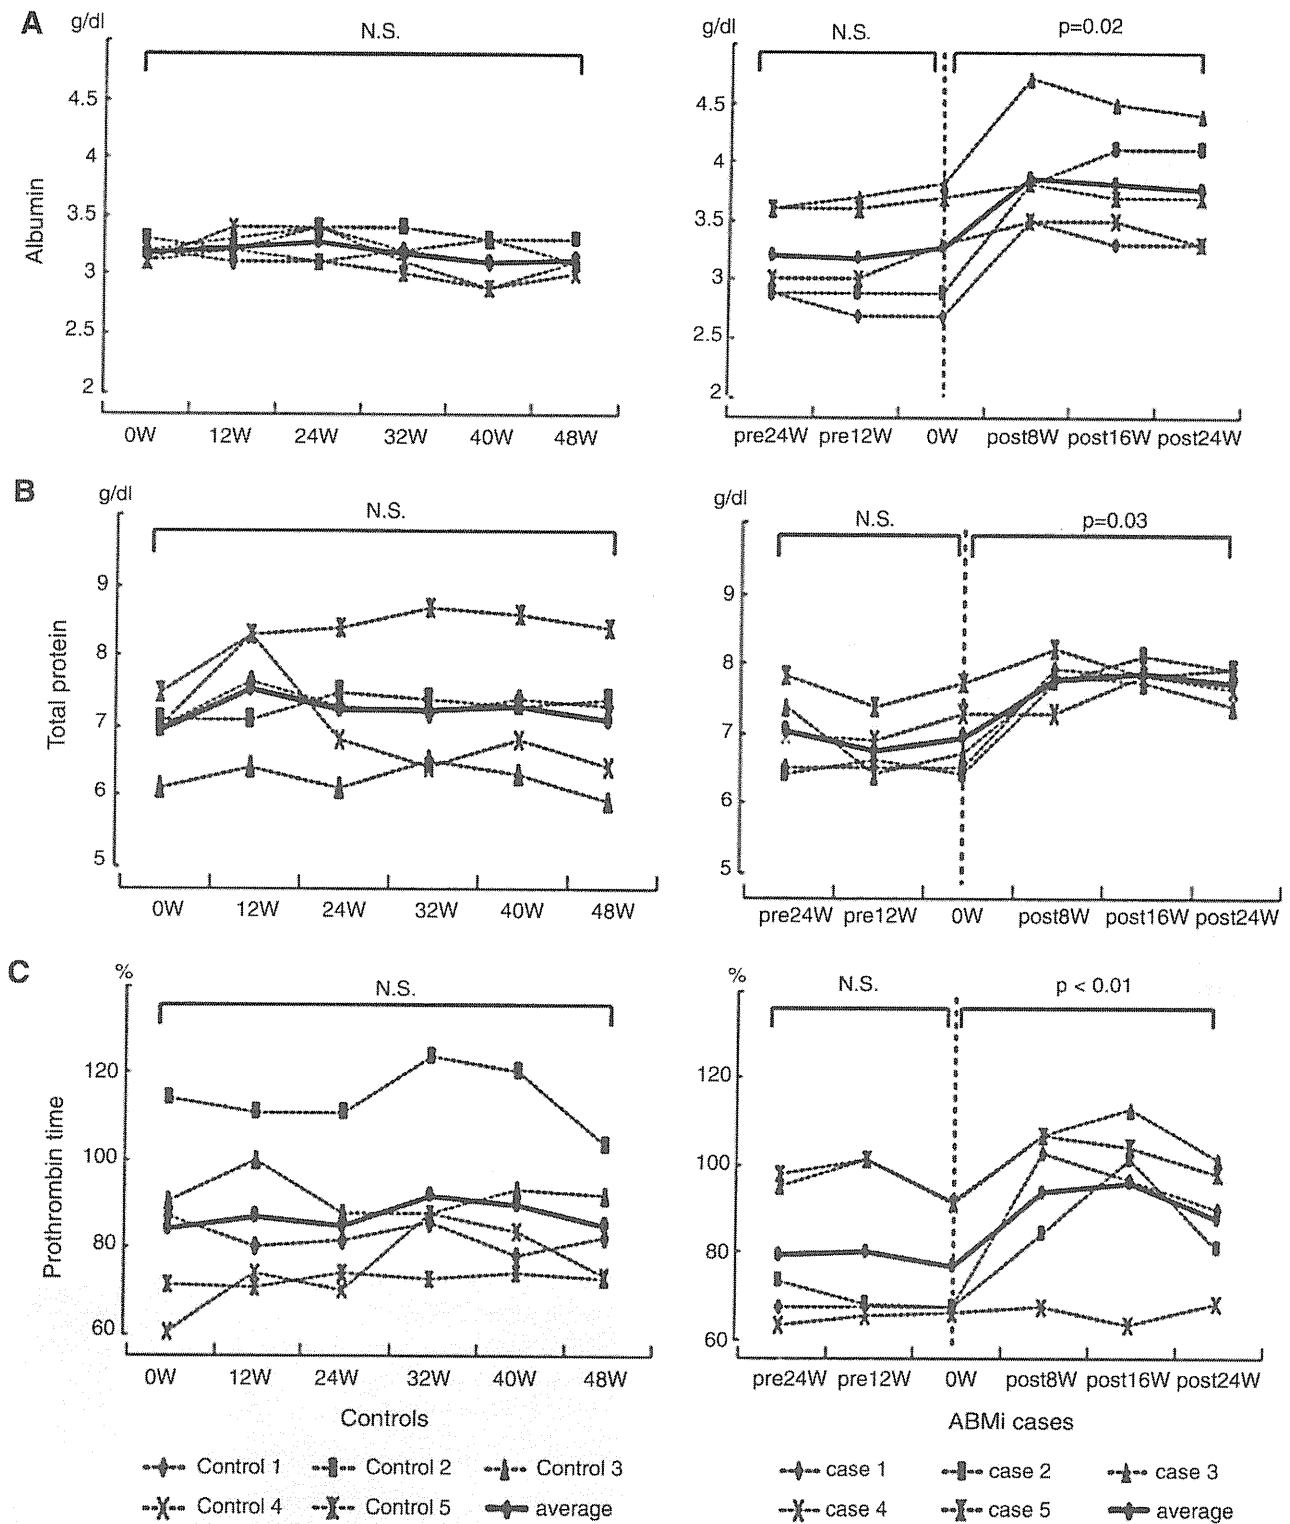 A
g/dl
N.S.
4.5
4
3.5
3
2.5
2
Albumin
0W 12W 24W 32W 40W 48W
g/dl
N.S.
p=0.02
4.5
4
3.5
3
2.5
2
pre24W pre12W 0W post8W post16W post24W
B
g/dl
N.S.
9
8
7
6
5
Total protein
0W 12W 24W 32W 40W 48W
g/dl
N.S.
p=0.03
9
8
7
6
5
pre24W pre12W 0W post8W post16W post24W
C
%
N.S.
120
100
80
60
Prothrombin time
0W 12W 24W 32W 40W 48W
Controls
%
N.S.
p < 0.01
120
100
80
60
pre24W pre12W 0W post8W post16W post24W
ABMi cases
Control 1 Control 2 Control 3
Control 4 Control 5 average
case 1 case 2 case 3
case 4 case 5 average